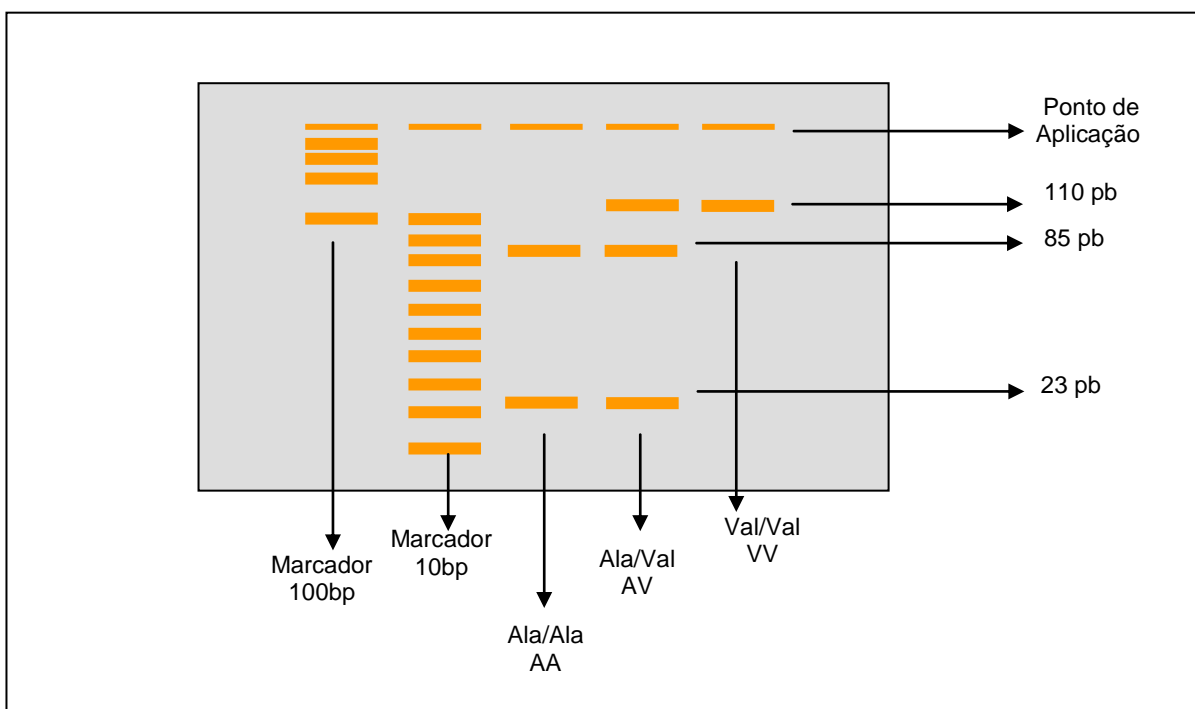 Ponto de
Aplicação
110 pb
85 pb
23 pb
Marcador
100bp
Marcador
10bp
Ala/Ala
AA
Ala/Val
AV
Val/Val
VV